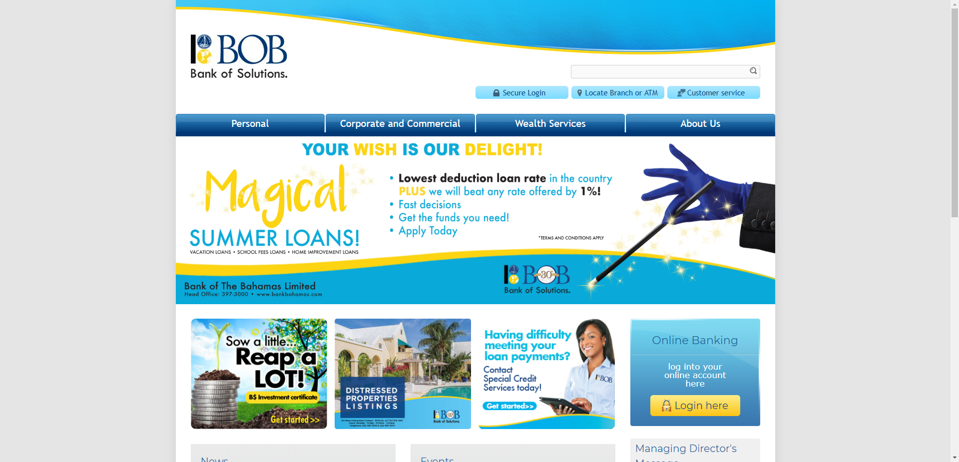 BOB
Bank of Solutions.
Secure Login
Locate Branch or ATM
Customer service
Personal
Corporate and Commercial
Wealth Services
About Us
YOUR WISH IS OUR DELIGHT!
Magical
SUMMER LOANS!
VACATION LOANS • SCHOOL FEES LOANS • HOME IMPROVEMENT LOANS
• Lowest deduction loan rate in the country
PLUS we will beat any rate offered by 1%!
• Fast decisions
• Get the funds you need!
• Apply Today
*TERMS AND CONDITIONS APPLY
Bank of The Bahamas Limited
Head Office: 397-3000 • www.bankbahamas.com
BOB
30
Bank of Solutions.
Sow a little...
Reap a
LOT!
B$ Investment certificate
Get started >>
DISTRESSED
PROPERTIES
LISTINGS
BOB
Bank of Solutions
Having difficulty
meeting your
loan payments?
Contact
Special Credit
Services today!
Get started>>
BOB
Online Banking
log into your
online account
here
Login here
News
Events
Managing Director's
Message